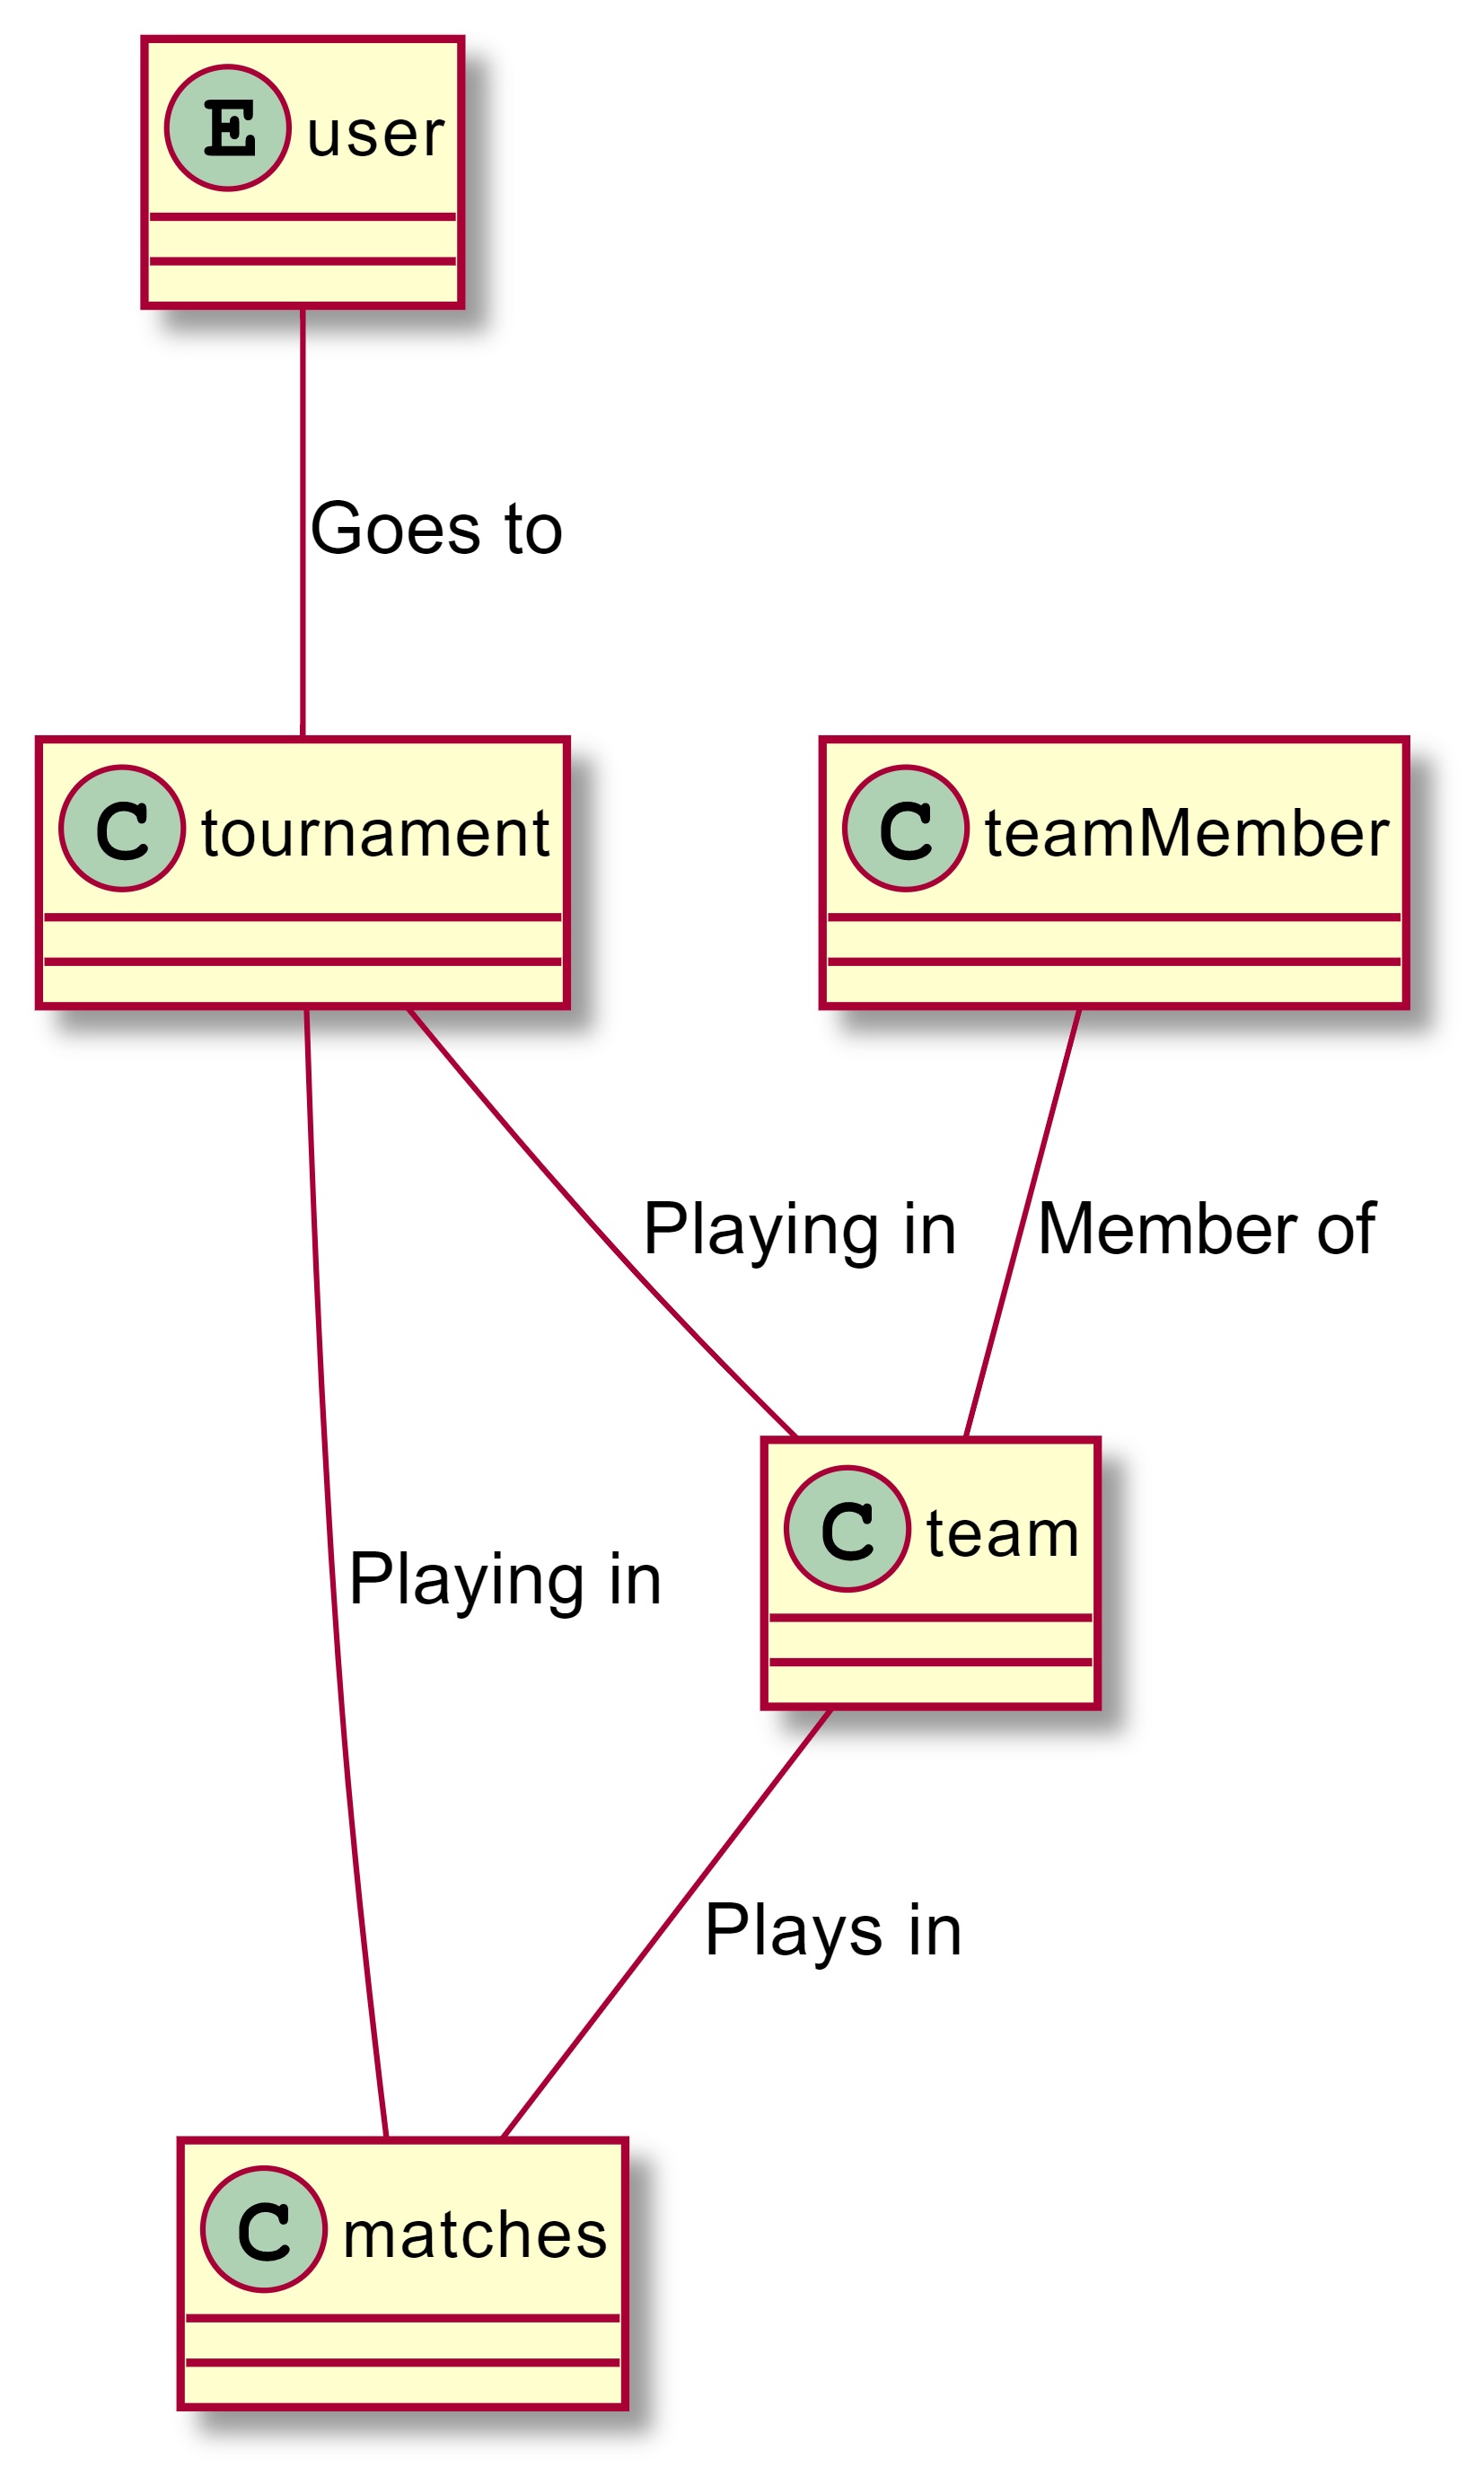 E user
Goes to
C tournament
C teamMember
Playing in
Member of
C team
Playing in
Plays in
C matches